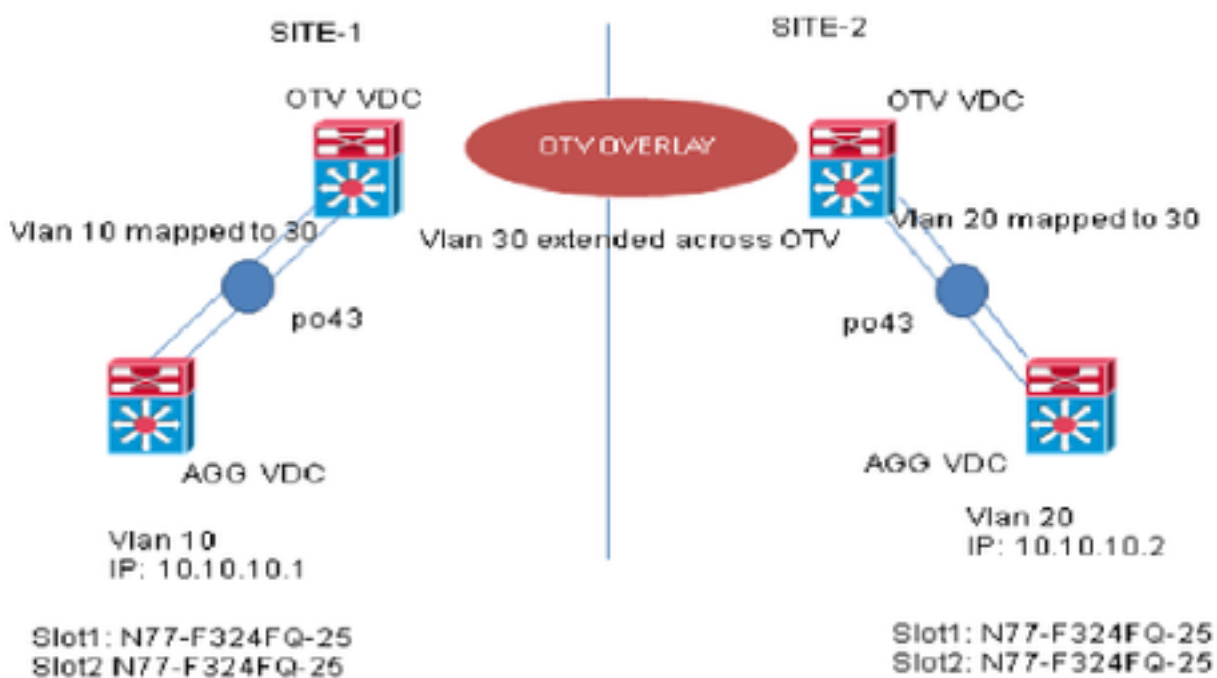 SITE-1
SITE-2
OTV VDC
OTV VDC
OTV OVERLAY
Vlan 10 mapped to 30
Vlan 30 extended across OTV
Vlan 20 mapped to 30
po43
po43
AGG VDC
AGG VDC
Vlan 10
IP: 10.10.10.1
Vlan 20
IP: 10.10.10.2
Slot1: N77-F324FQ-25
Slot2 N77-F324FQ-25
Slot1: N77-F324FQ-25
Slot2: N77-F324FQ-25